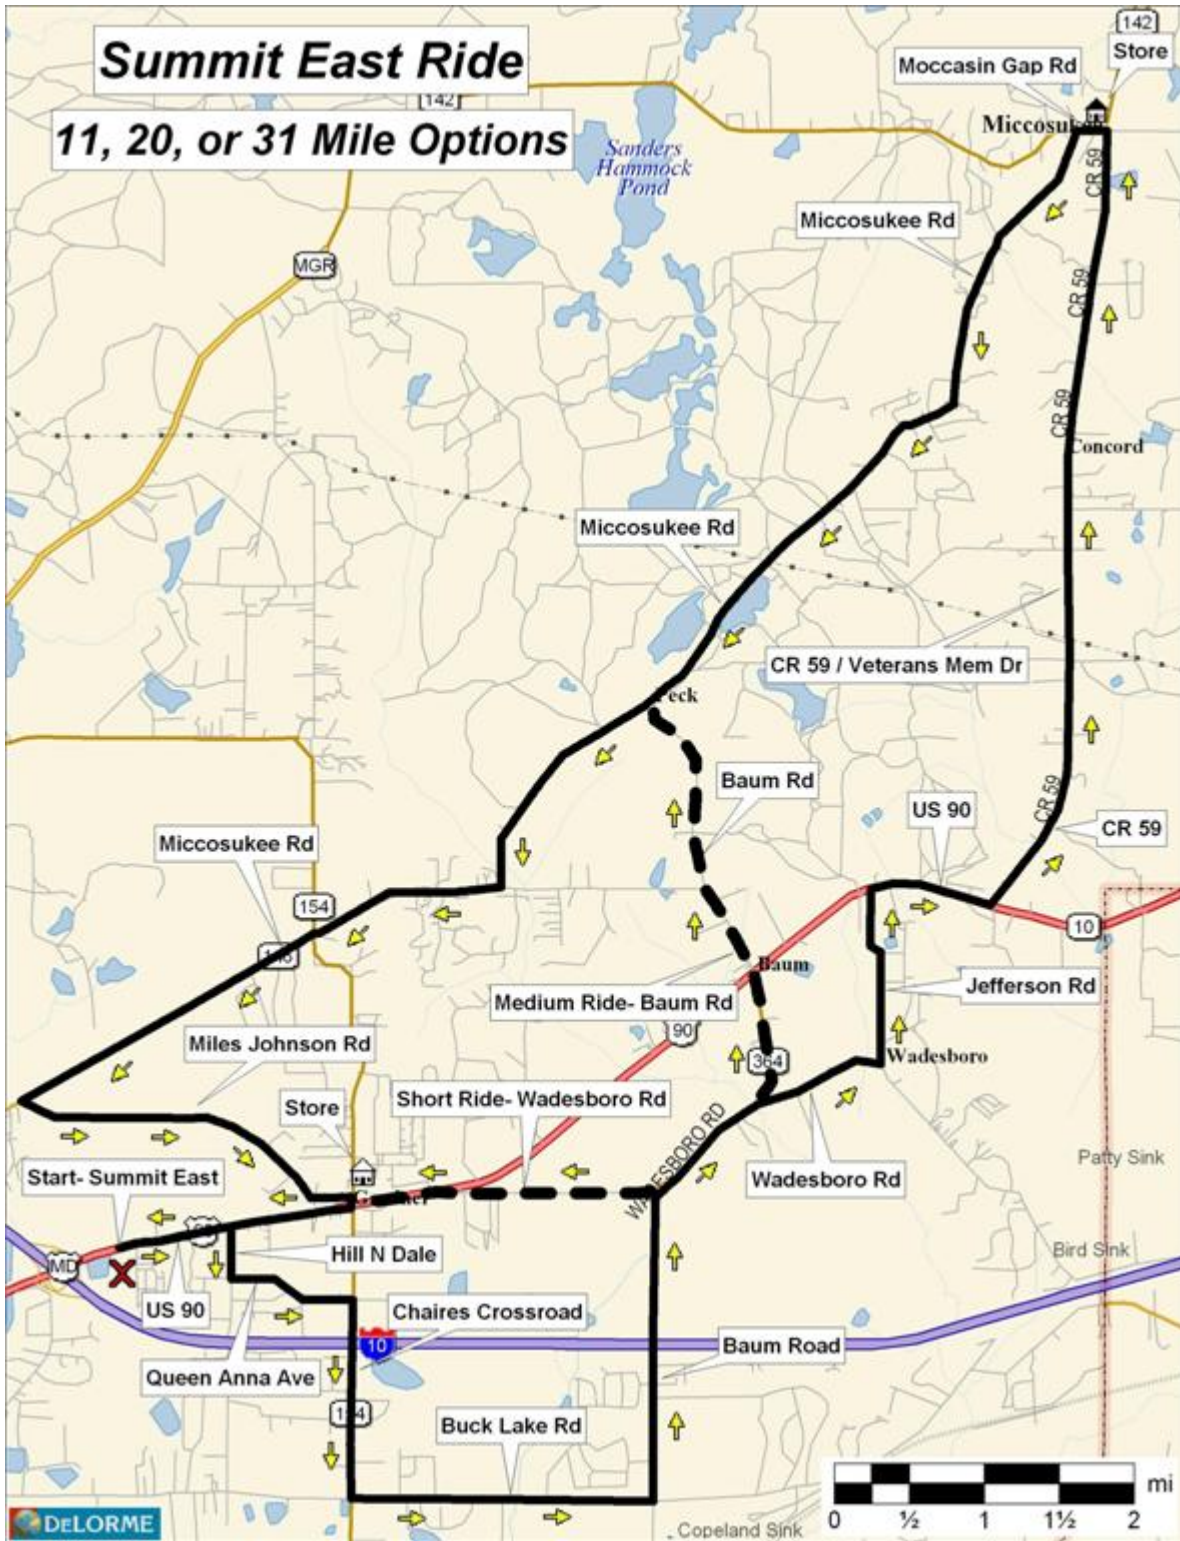 Summit East Ride
11, 20, or 31 Mile Options
142
142
Store
Moccasin Gap Rd
Sanders
Hammock
Pond
CR 59
Miccosukee Rd
MGR
CR 59
CR 59
Concord
Miccosukee Rd
CR 59 / Veterans Mem Dr
Peck
Baum Rd
US 90
CR 59
CR 59
Miccosukee Rd
154
10
Baum
Medium Ride- Baum Rd
Jefferson Rd
90
Miles Johnson Rd
364
Wadesboro
Store
Short Ride- Wadesboro Rd
WADESBORO RD
Start- Summit East
Wadesboro Rd
Patty Sink
Hill N Dale
Bird Sink
MD
US 90
Chaires Crossroad
10
Baum Road
Queen Anna Ave
154
Buck Lake Rd
mi
0 ½ 1 1½ 2
DELORME
Copeland Sink